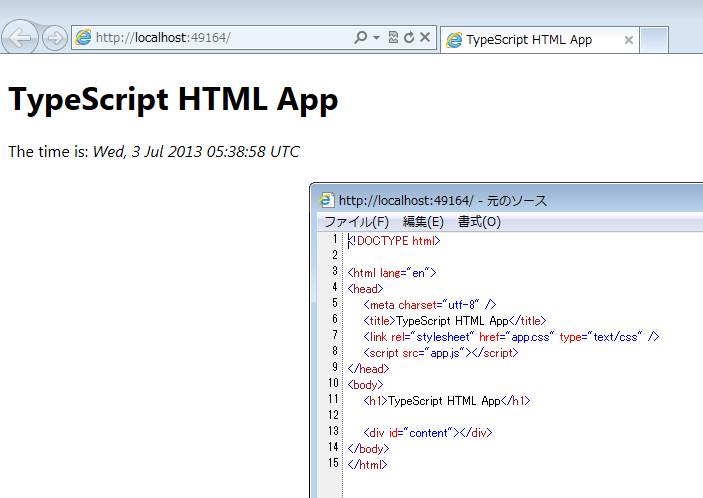 http://localhost:49164/
TypeScript HTML App
TypeScript HTML App
The time is: Wed, 3 Jul 2013 05:38:58 UTC
http://localhost:49164/ - 元のソース
ファイル(F) 編集(E) 書式(O)
1 <!DOCTYPE html>
2
3 <html lang="en">
4 <head>
5 <meta charset="utf-8" />
6 <title>TypeScript HTML App</title>
7 <link rel="stylesheet" href="app.css" type="text/css" />
8 <script src="app.js"></script>
9 </head>
10 <body>
11 <h1>TypeScript HTML App</h1>
12
13 <div id="content"></div>
14 </body>
15 </html>